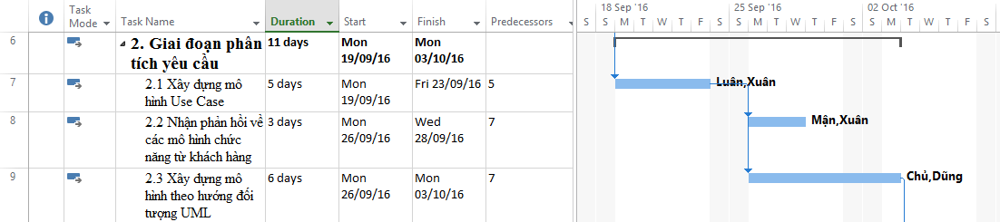 Task Mode Task Name Duration Start Finish Predecessors
18 Sep '16 25 Sep '16 02 Oct '16
S S M T W T F S S M T W T F S S M T W T F S
6 2. Giai đoạn phân tích yêu cầu 11 days Mon 19/09/16 Mon 03/10/16
7 2.1 Xây dựng mô hình Use Case 5 days Mon 19/09/16 Fri 23/09/16 5
Luân,Xuân
8 2.2 Nhận phản hồi về các mô hình chức năng từ khách hàng 3 days Mon 26/09/16 Wed 28/09/16 7
Mận,Xuân
9 2.3 Xây dựng mô hình theo hướng đối tượng UML 6 days Mon 26/09/16 Mon 03/10/16 7
Chủ,Dũng